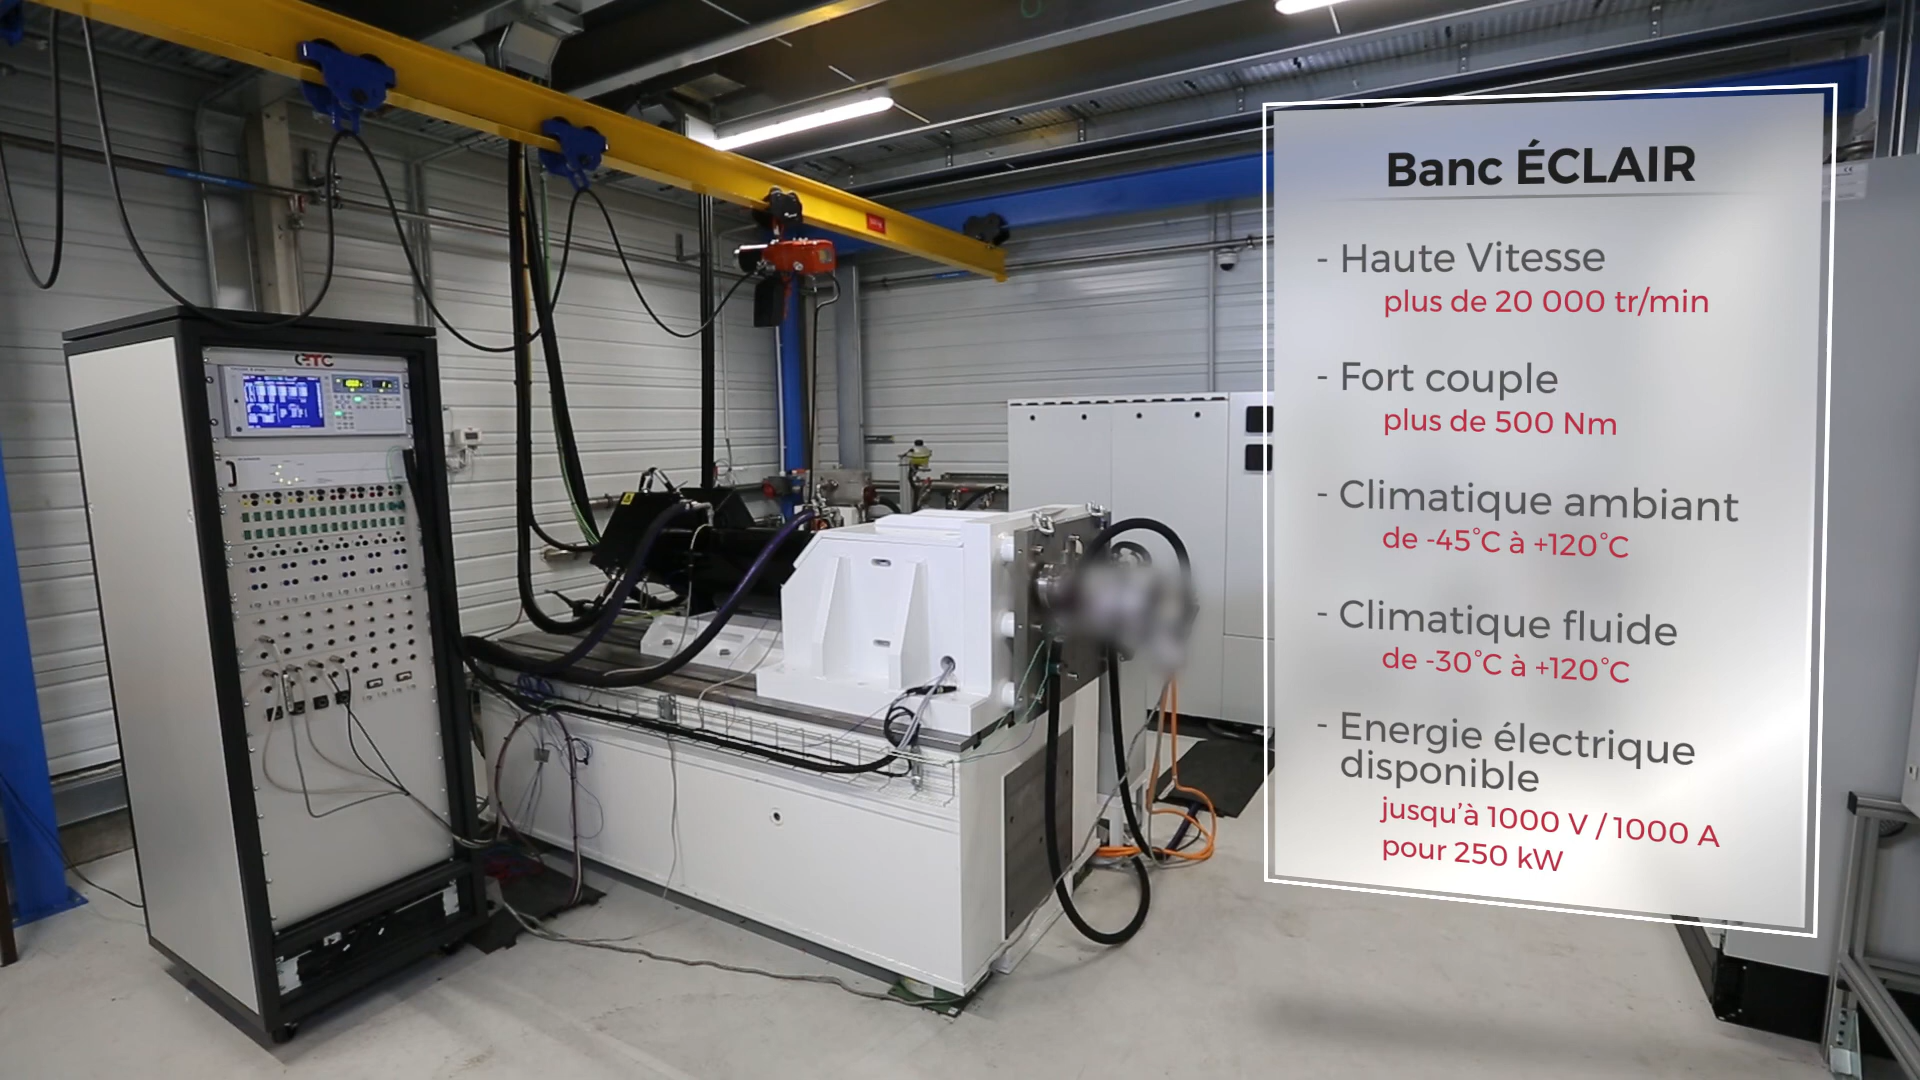 Banc ÉCLAIR
- Haute Vitesse
plus de 20 000 tr/min
- Fort couple
plus de 500 Nm
- Climatique ambiant
de -45°C à +120°C
- Climatique fluide
de -30°C à +120°C
- Energie électrique
disponible
jusqu'à 1000 V / 1000 A
pour 250 kW